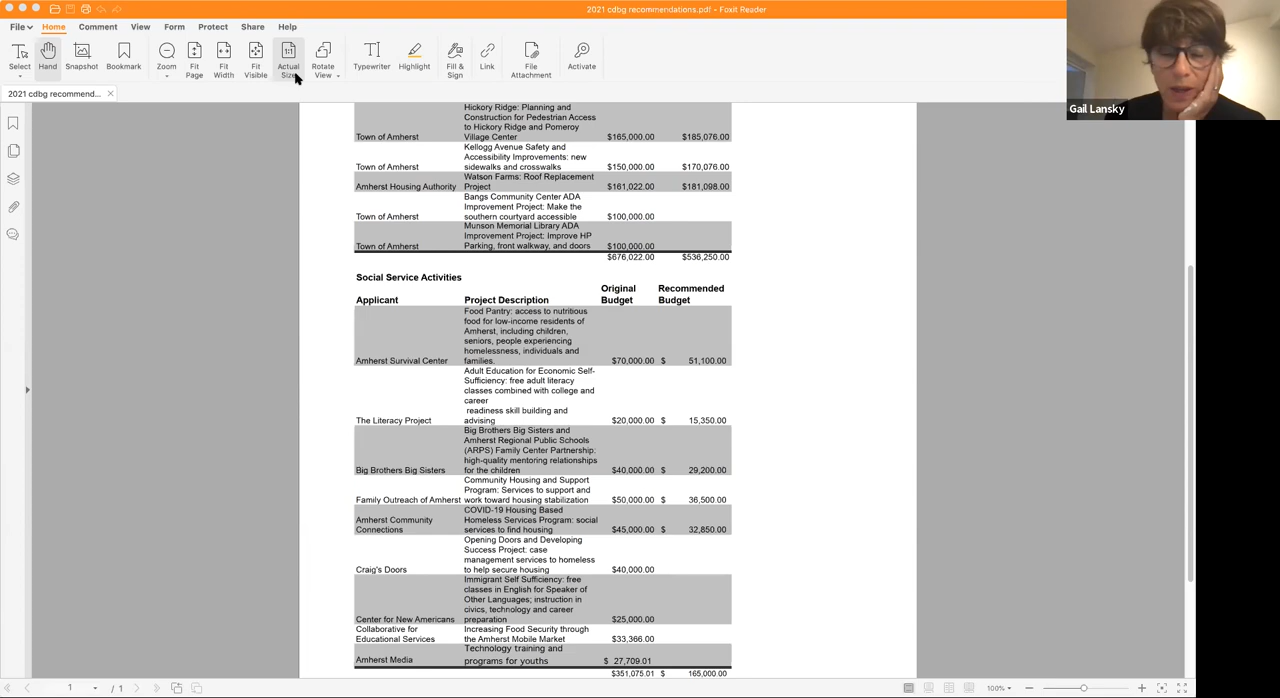 2021 cdbg recommendations.pdf - Foxit Reader
File Home Comment View Form Protect Share Help
Select Hand Snapshot Bookmark Zoom Fit Page Fit Width Fit Visible Actual Size Rotate View Typewriter Highlight Fill & Sign Link File Attachment Activate
2021 cdbg recommend...
Gail Lansky
Hickory Ridge: Planning and
Construction for Pedestrian Access
to Hickory Ridge and Pomeroy
Town of Amherst Village Center $165,000.00 $185,076.00
Kellogg Avenue Safety and
Accessibility Improvements: new
Town of Amherst sidewalks and crosswalks $150,000.00 $170,076.00
Watson Farms: Roof Replacement
Amherst Housing Authority Project $161,022.00 $181,098.00
Bangs Community Center ADA
Improvement Project: Make the
Town of Amherst southern courtyard accessible $100,000.00
Munson Memorial Library ADA
Improvement Project: Improve HP
Town of Amherst Parking, front walkway, and doors $100,000.00
$676,022.00 $536,250.00
Social Service Activities
Original Recommended
Applicant Project Description Budget Budget
Food Pantry: access to nutritious
food for low-income residents of
Amherst, including children,
seniors, people experiencing
homelessness, individuals and
Amherst Survival Center families. $70,000.00 $ 51,100.00
Adult Education for Economic Self-
Sufficiency: free adult literacy
classes combined with college and
career
readiness skill building and
The Literacy Project advising $20,000.00 $ 15,350.00
Big Brothers Big Sisters and
Amherst Regional Public Schools
(ARPS) Family Center Partnership:
high-quality mentoring relationships
Big Brothers Big Sisters for the children $40,000.00 $ 29,200.00
Community Housing and Support
Program: Services to support and
Family Outreach of Amherst work toward housing stabilization $50,000.00 $ 36,500.00
COVID-19 Housing Based
Amherst Community Homeless Services Program: social
Connections services to find housing $45,000.00 $ 32,850.00
Opening Doors and Developing
Success Project: case
management services to homeless
Craig's Doors to help secure housing $40,000.00
Immigrant Self Sufficiency: free
classes in English for Speaker of
Other Languages; instruction in
civics, technology and career
Center for New Americans preparation $25,000.00
Collaborative for Increasing Food Security through
Educational Services the Amherst Mobile Market $33,366.00
Technology training and
Amherst Media programs for youths $ 27,709.01
$351,075.01 $ 165,000.00
1 / 1 100%